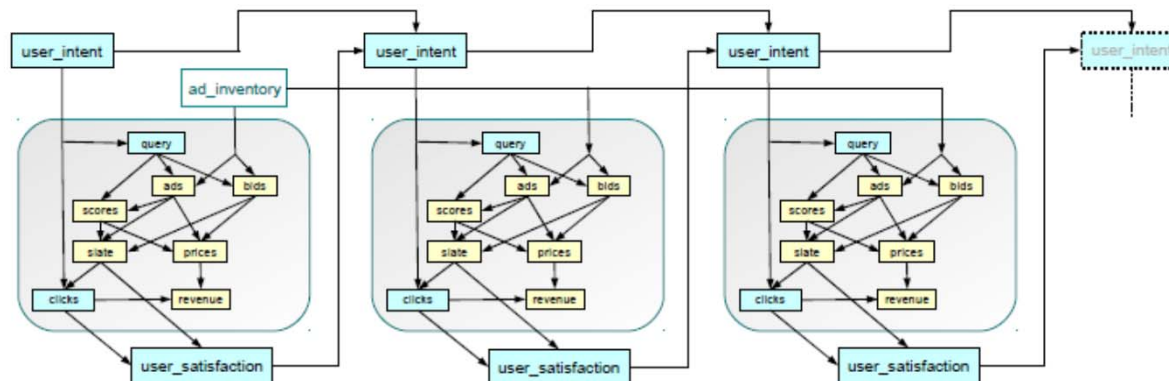 user_intent
user_intent
user_intent
user_intent
ad_inventory
query
ads
bids
scores
slate
prices
clicks
revenue
user_satisfaction
query
ads
bids
scores
slate
prices
clicks
revenue
user_satisfaction
query
ads
bids
scores
slate
prices
clicks
revenue
user_satisfaction